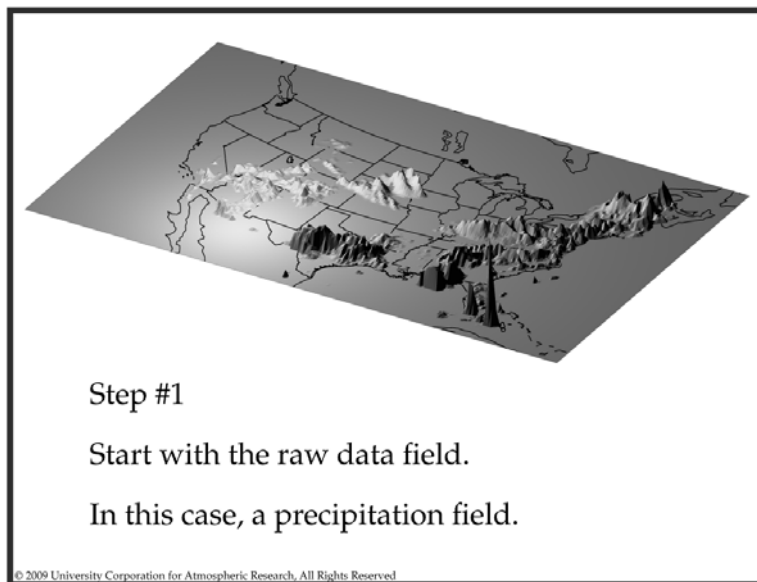 Step #1
Start with the raw data field.
In this case, a precipitation field.
© 2009 University Corporation for Atmospheric Research, All Rights Reserved